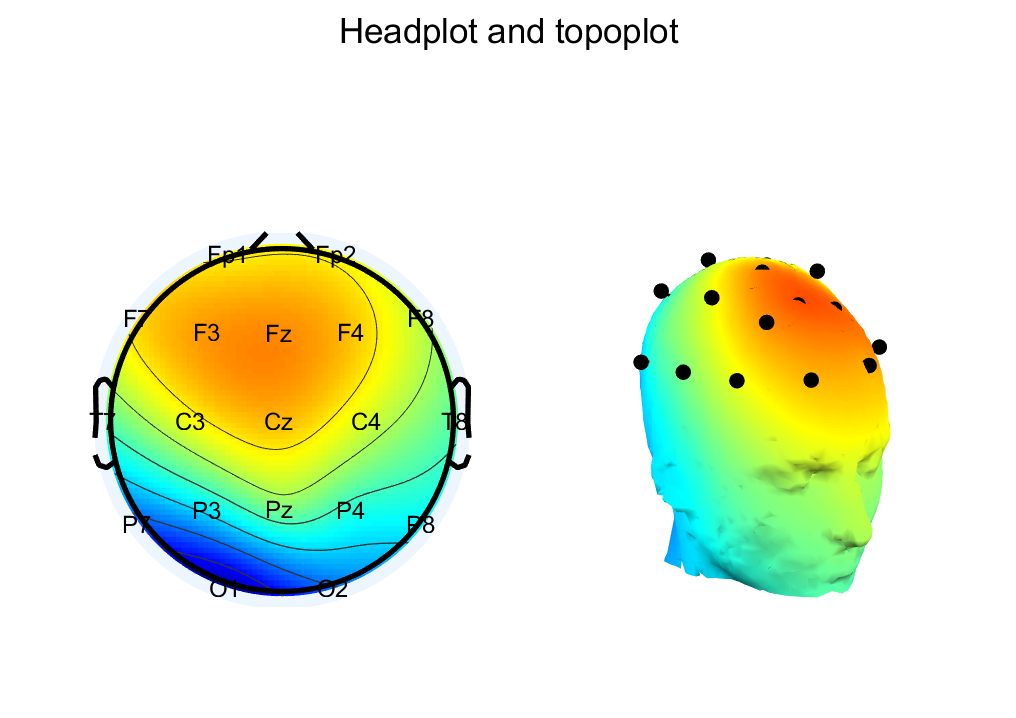 Headplot and topoplot
Fp1 Fp2
F7 F3 Fz F4 F8
T7 C3 Cz C4 T8
P7 P3 Pz P4 P8
O1 O2